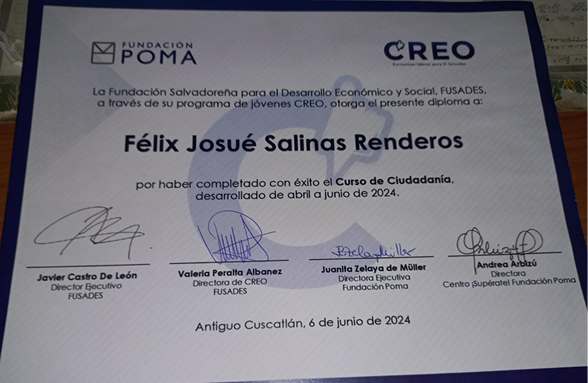 FUNDACIÓN
POMA
CREO
La Fundación Salvadoreña para el Desarrollo Económico y Social, FUSADES,
a través de su programa de jóvenes CREO, otorga el presente diploma a:
Félix Josué Salinas Renderos
por haber completado con éxito el Curso de Ciudadanía,
desarrollado de abril a junio de 2024.
Javier Castro De León
Director Ejecutivo
FUSADES
Valeria Peralta Albanez
Directora de CREO
FUSADES
Juanita Zelaya de Müller
Directora Ejecutiva
Fundación Poma
Andrea Arbizú
Directora
Centro ¡Supérate! Fundación Poma
Antiguo Cuscatlán, 6 de junio de 2024